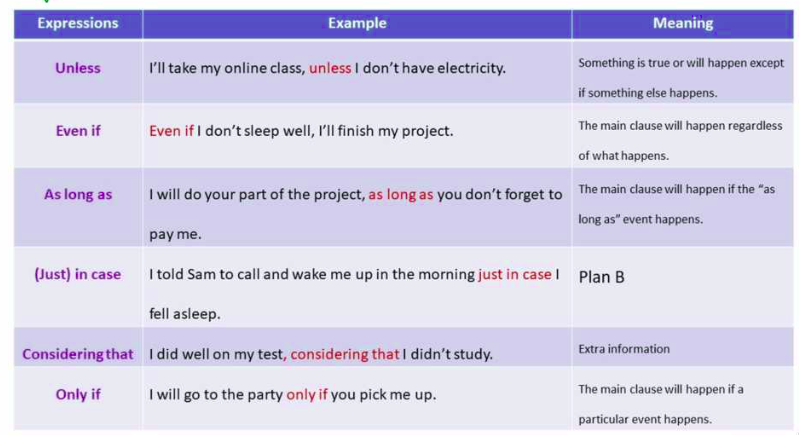 Expressions Example Meaning
Unless I'll take my online class, unless I don't have electricity. Something is true or will happen except
if something else happens.
Even if Even if I don't sleep well, I'll finish my project. The main clause will happen regardless
of what happens.
As long as I will do your part of the project, as long as you don't forget to The main clause will happen if the "as
pay me. long as" event happens.
(Just) in case I told Sam to call and wake me up in the morning just in case I Plan B
fell asleep.
Considering that I did well on my test, considering that I didn't study. Extra information
Only if I will go to the party only if you pick me up. The main clause will happen if a
particular event happens.